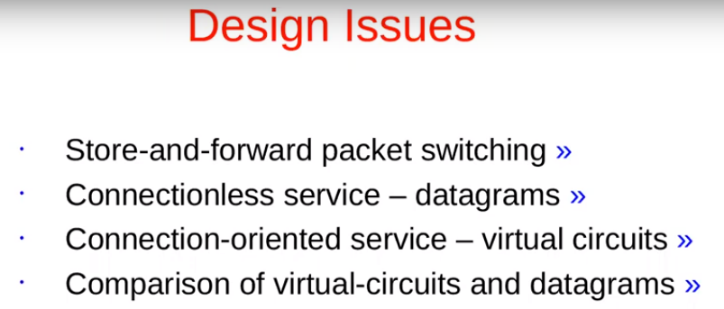 Design Issues
· Store-and-forward packet switching »
· Connectionless service – datagrams »
· Connection-oriented service – virtual circuits »
· Comparison of virtual-circuits and datagrams »